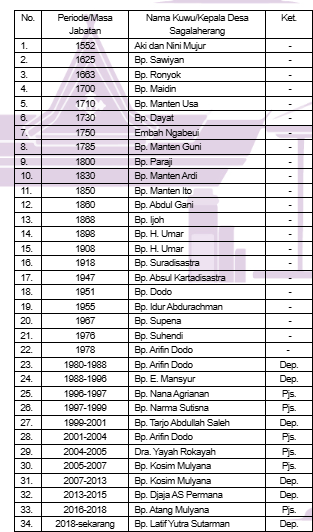 No. Periode/Masa Jabatan Nama Kuwu/Kepala Desa Sagalaherang Ket.
1. 1552 Aki dan Nini Mujur -
2. 1625 Bp. Sawiyan -
3. 1663 Bp. Ronyok -
4. 1700 Bp. Maidin -
5. 1710 Bp. Manten Usa -
6. 1730 Bp. Dayat -
7. 1750 Embah Ngabeui -
8. 1785 Bp. Manten Guni -
9. 1800 Bp. Paraji -
10. 1830 Bp. Manten Ardi -
11. 1850 Bp. Manten Ito -
12. 1860 Bp. Abdul Gani -
13. 1868 Bp. Ijoh -
14. 1898 Bp. H. Umar -
15. 1908 Bp. H. Umar -
16. 1918 Bp. Suradisastra -
17. 1947 Bp. Absul Kartadisastra -
18. 1951 Bp. Dodo -
19. 1955 Bp. Idur Abdurachman -
20. 1967 Bp. Supena -
21. 1976 Bp. Suhendi -
22. 1978 Bp. Arifin Dodo -
23. 1980-1988 Bp. Arifin Dodo Dep.
24. 1988-1996 Bp. E. Mansyur Dep.
25. 1996-1997 Bp. Nana Agrianan Pjs.
26. 1997-1999 Bp. Narma Sutisna Pjs.
27. 1999-2001 Bp. Tarjo Abdullah Saleh Dep.
28. 2001-2004 Bp. Arifin Dodo Pjs.
29. 2004-2005 Dra. Yayah Rokayah Pjs.
30. 2005-2007 Bp. Kosim Mulyana Pjs.
31. 2007-2013 Bp. Kosim Mulyana Dep.
32. 2013-2015 Bp. Djaja AS Permana Dep.
33. 2016-2018 Bp. Atang Mulyana Pjs.
34. 2018-sekarang Bp. Latif Yutra Sutarman Dep.